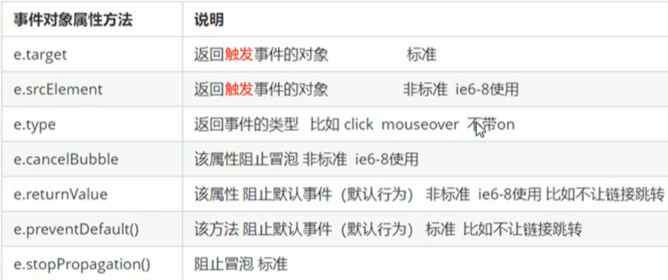 事件对象属性方法 说明
e.target 返回触发事件的对象 标准
e.srcElement 返回触发事件的对象 非标准 ie6-8使用
e.type 返回事件的类型 比如 click mouseover 不带on
e.cancelBubble 该属性阻止冒泡 非标准 ie6-8使用
e.returnValue 该属性 阻止默认事件（默认行为） 非标准 ie6-8使用 比如不让链接跳转
e.preventDefault() 该方法 阻止默认事件（默认行为） 标准 比如不让链接跳转
e.stopPropagation() 阻止冒泡 标准